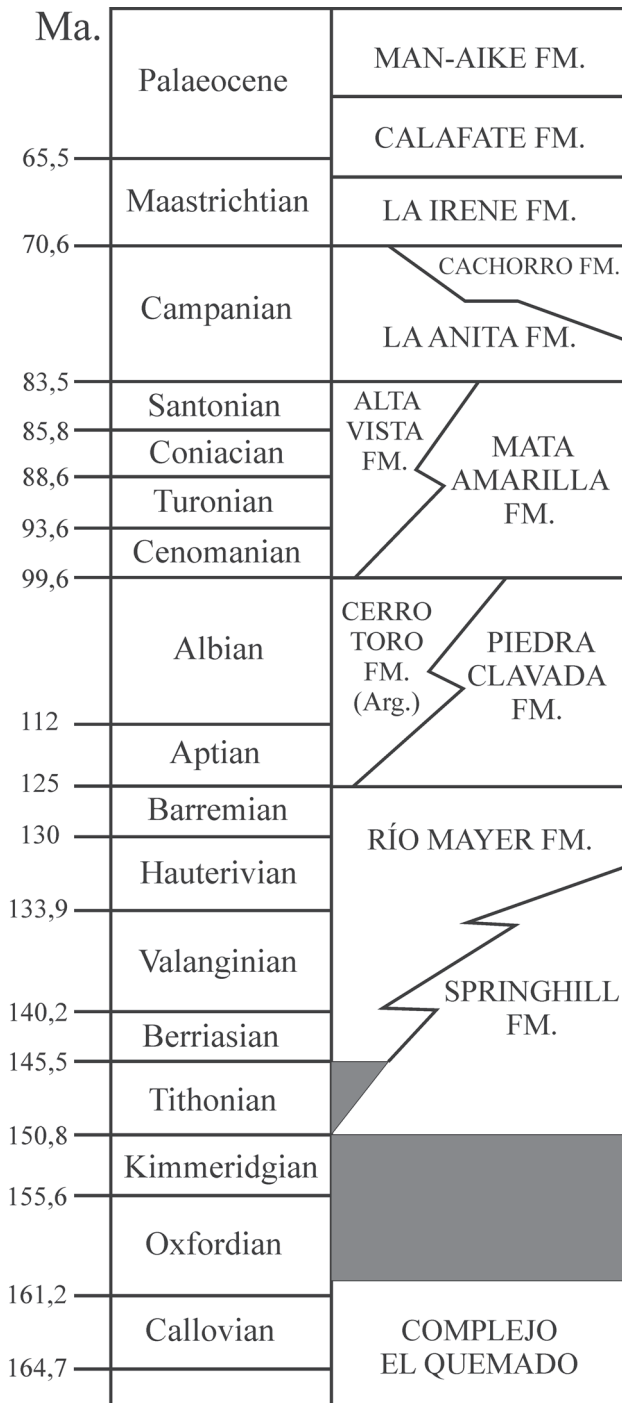 Ma.
Palaeocene
MAN-AIKE FM.
CALAFATE FM.
65,5
Maastrichtian
LA IRENE FM.
70,6
CACHORRO FM.
Campanian
LA ANITA FM.
83,5
Santonian
ALTA
VISTA
FM.
85,8
Coniacian
MATA
AMARILLA
FM.
88,6
Turonian
93,6
Cenomanian
99,6
CERRO
TORO
FM.
(Arg.)
Albian
PIEDRA
CLAVADA
FM.
112
Aptian
125
Barremian
RÍO MAYER FM.
130
Hauterivian
133,9
Valanginian
SPRINGHILL
FM.
140,2
Berriasian
145,5
Tithonian
150,8
Kimmeridgian
155,6
Oxfordian
161,2
Callovian
COMPLEJO
EL QUEMADO
164,7